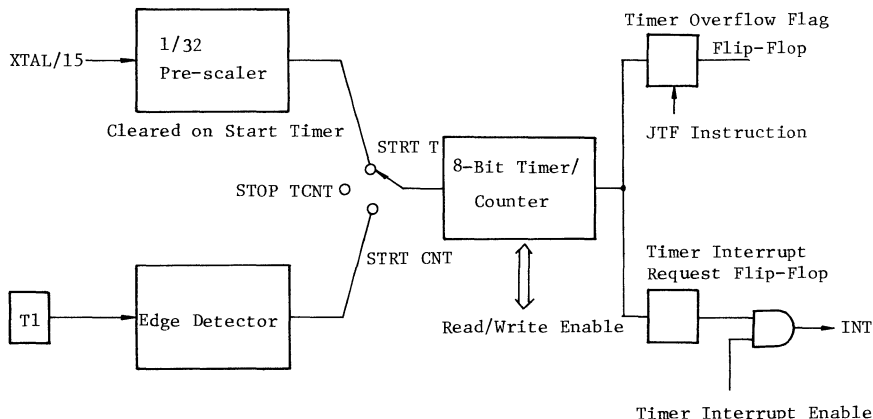 Timer Overflow Flag
Flip-Flop
XTAL/15
1/32
Pre-scaler
Cleared on Start Timer
JTF Instruction
STRT T
8-Bit Timer/
Counter
STOP TCNT
STRT CNT
Timer Interrupt
Request Flip-Flop
T1
Edge Detector
Read/Write Enable
INT
Timer Interrupt Enable